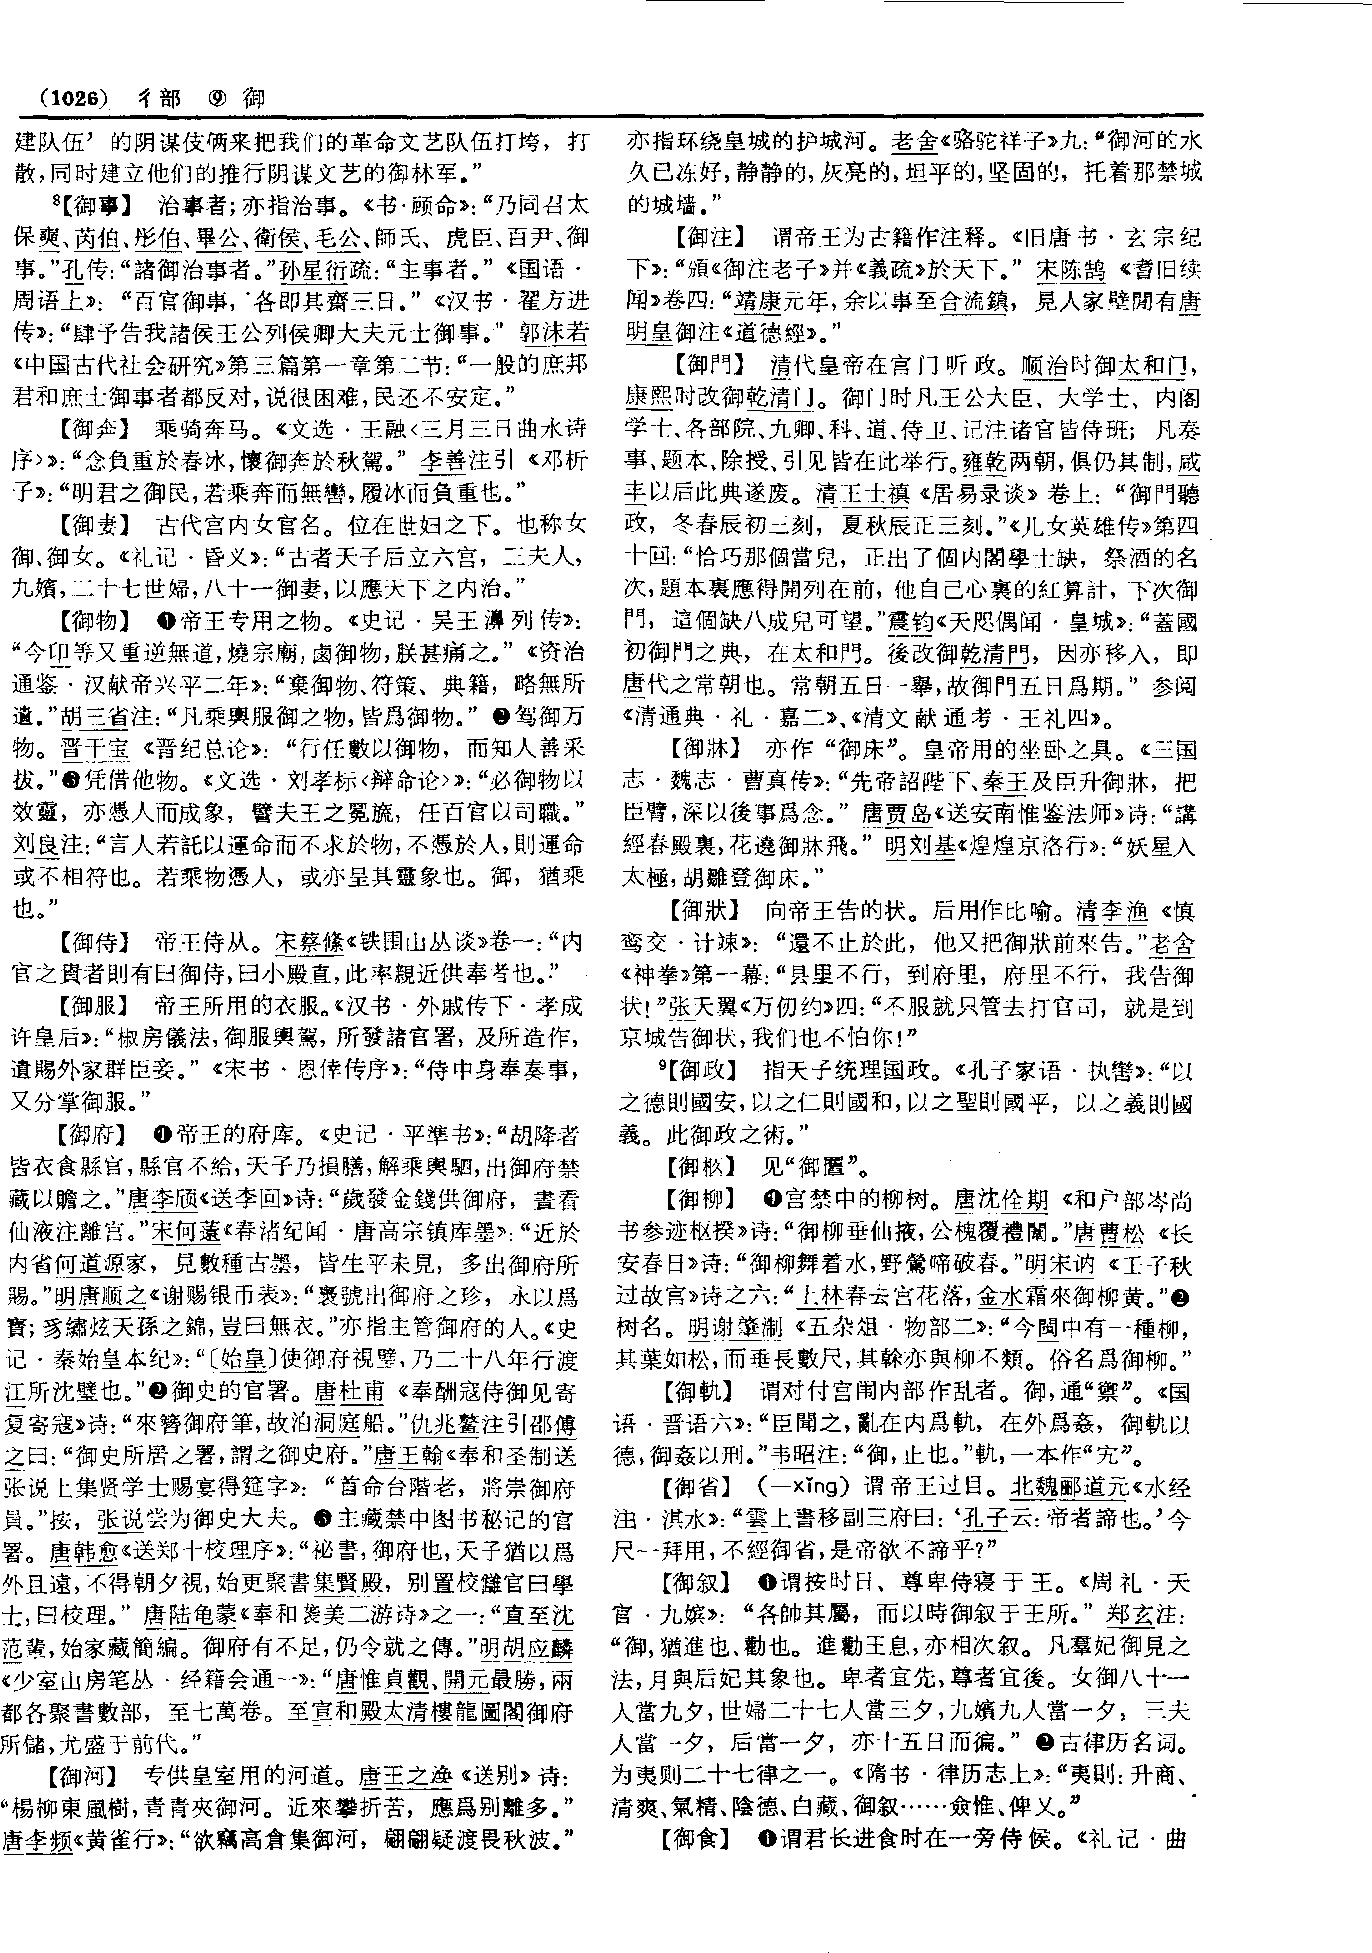 (1026) 彳部 ⑨ 御
建队伍’的阴谋伎俩来把我们的革命文艺队伍打垮，打
散，同时建立他们的推行阴谋文艺的御林军。”
⁸【御事】 治事者；亦指治事。《书·顾命》：“乃同召太
保奭、芮伯、彤伯、畢公、衛侯、毛公、師氏、虎臣、百尹、御
事。”孔传：“諸御治事者。”孙星衍疏：“主事者。”《国语·
周语上》：“百官御事，各即其齋三日。”《汉书·翟方进
传》：“肆予告我諸侯王公列侯卿大夫元士御事。”郭沫若
《中国古代社会研究》第三篇第一章第二节：“一般的庶邦
君和庶士御事者都反对，说很困难，民还不安定。”
【御奔】 乘骑奔马。《文选·王融〈三月三日曲水诗
序〉》：“念負重於春冰，懷御奔於秋駕。”李善注引《邓析
子》：“明君之御民，若乘奔而無轡，履冰而負重也。”
【御妻】 古代宫内女官名。位在世妇之下。也称女
御、御女。《礼记·昏义》：“古者天子后立六宫，三夫人，
九嬪，二十七世婦，八十一御妻，以應天下之内治。”
【御物】 ❶帝王专用之物。《史记·吴王濞列传》：
“今卬等又重逆無道，燒宗廟，鹵御物，朕甚痛之。”《资治
通鉴·汉献帝兴平二年》：“棄御物、符策、典籍，略無所
遺。”胡三省注：“凡乘輿服御之物，皆爲御物。”❷驾御万
物。晋干宝《晋纪总论》：“行任數以御物，而知人善采
拔。”❸凭借他物。《文选·刘孝标〈辩命论〉》：“必御物以
效靈，亦憑人而成象，譬夫王之冕旒，任百官以司職。”
刘良注：“言人若託以運命而不求於物，不憑於人，則運命
或不相符也。若乘物憑人，或亦呈其靈象也。御，猶乘
也。”
【御侍】 帝王侍从。宋蔡絛《铁围山丛谈》卷一：“内
官之貴者則有曰御侍，曰小殿直，此率親近供奉者也。”
【御服】 帝王所用的衣服。《汉书·外戚传下·孝成
许皇后》：“椒房儀法，御服輿駕，所發諸官署，及所造作，
遺賜外家群臣妾。”《宋书·恩倖传序》：“侍中身奉奏事，
又分掌御服。”
【御府】 ❶帝王的府库。《史记·平準书》：“胡降者
皆衣食縣官，縣官不給，天子乃損膳，解乘輿駟，出御府禁
藏以贍之。”唐李颀《送李回》诗：“歲發金錢供御府，晝看
仙液注離宫。”宋何薳《春渚纪闻·唐高宗镇库墨》：“近於
内省何道源家，見數種古墨，皆生平未見，多出御府所
賜。”明唐顺之《谢赐银币表》：“褭號出御府之珍，永以爲
寶；豸繡炫天孫之錦，豈曰無衣。”亦指主管御府的人。《史
记·秦始皇本纪》：“〔始皇〕使御府視璧，乃二十八年行渡
江所沈璧也。”❷御史的官署。唐杜甫《奉酬寇侍御见寄
复寄寇》诗：“來簪御府筆，故泊洞庭船。”仇兆鳌注引邵傅
之曰：“御史所居之署，謂之御史府。”唐王翰《奉和圣制送
张说上集贤学士赐宴得筵字》：“首命台階老，將崇御府
員。”按，张说尝为御史大夫。❸主藏禁中图书秘记的官
署。唐韩愈《送郑十校理序》：“祕書，御府也，天子猶以爲
外且遠，不得朝夕視，始更聚書集賢殿，别置校讎官曰學
士，曰校理。”唐陆龟蒙《奉和袭美二游诗》之一：“直至沈
范輩，始家藏簡編。御府有不足，仍令就之傳。”明胡应麟
《少室山房笔丛·经籍会通一》：“唐惟貞觀、開元最勝，兩
都各聚書數部，至七萬卷。至宣和殿太清樓龍圖閣御府
所儲，尤盛于前代。”
【御河】 专供皇室用的河道。唐王之涣《送别》诗：
“楊柳東風樹，青青夾御河。近來攀折苦，應爲别離多。”
唐李频《黄雀行》：“欲竊高倉集御河，翩翩疑渡畏秋波。”
亦指环绕皇城的护城河。老舍《骆驼祥子》九：“御河的水
久已冻好，静静的，灰亮的，坦平的，坚固的，托着那禁城
的城墙。”
【御注】 谓帝王为古籍作注释。《旧唐书·玄宗纪
下》：“頒《御注老子》并《義疏》於天下。”宋陈鹄《耆旧续
闻》卷四：“靖康元年，余以事至合流鎮，見人家壁間有唐
明皇御注《道德經》。”
【御門】 清代皇帝在宫门听政。顺治时御太和门，
康熙时改御乾清门。御门时凡王公大臣、大学士、内阁
学士、各部院、九卿、科、道、侍卫、记注诸官皆侍班；凡奏
事、题本、除授、引见皆在此举行。雍乾两朝，俱仍其制，咸
丰以后此典遂废。清王士禛《居易录谈》卷上：“御門聽
政，冬春辰初三刻，夏秋辰正三刻。”《儿女英雄传》第四
十回：“恰巧那個當兒，正出了個内閣學士缺，祭酒的名
次，題本裏應得開列在前，他自己心裏的紅算計，下次御
門，這個缺八成兒可望。”震钧《天咫偶闻·皇城》：“蓋國
初御門之典，在太和門。後改御乾清門，因亦移入，即
唐代之常朝也。常朝五日一舉，故御門五日爲期。”参阅
《清通典·礼·嘉二》、《清文献通考·王礼四》。
【御牀】 亦作“御床”。皇帝用的坐卧之具。《三国
志·魏志·曹真传》：“先帝詔陛下、秦王及臣升御牀，把
臣臂，深以後事爲念。”唐贾岛《送安南惟鉴法师》诗：“講
經春殿裏，花遶御牀飛。”明刘基《煌煌京洛行》：“妖星入
太極，胡雛登御床。”
【御狀】 向帝王告的状。后用作比喻。清李渔《慎
鸾交·计竦》：“還不止於此，他又把御狀前來告。”老舍
《神拳》第一幕：“县里不行，到府里，府里不行，我告御
状！”张天翼《万仞约》四：“不服就只管去打官司，就是到
京城告御状，我们也不怕你！”
⁹【御政】 指天子统理国政。《孔子家语·执辔》：“以
之德則國安，以之仁則國和，以之聖則國平，以之義則國
義。此御政之術。”
【御柩】 见“御匶”。
【御柳】 ❶宫禁中的柳树。唐沈佺期《和户部岑尚
书参迹枢揆》诗：“御柳垂仙掖，公槐覆禮闈。”唐曹松《长
安春日》诗：“御柳舞着水，野鶯啼破春。”明宋讷《壬子秋
过故宫》诗之六：“上林春去宫花落，金水霜來御柳黄。”❷
树名。明谢肇淛《五杂俎·物部二》：“今閩中有一種柳，
其葉如松，而垂長數尺，其榦亦與柳不類。俗名爲御柳。”
【御軌】 谓对付宫闱内部作乱者。御，通“禦”。《国
语·晋语六》：“臣聞之，亂在内爲軌，在外爲姦，御軌以
德，御姦以刑。”韦昭注：“御，止也。”軌，一本作“宄”。
【御省】 （—xǐng）谓帝王过目。北魏郦道元《水经
注·淇水》：“雲上書移副三府曰：‘孔子云：帝者諦也。’今
尺一拜用，不經御省，是帝欲不諦乎？”
【御叙】 ❶谓按时日、尊卑侍寝于王。《周礼·天
官·九嫔》：“各帥其屬，而以時御叙于王所。”郑玄注：
“御，猶進也、勸也。進勸王息，亦相次叙。凡羣妃御見之
法，月與后妃其象也。卑者宜先，尊者宜後。女御八十一
人當九夕，世婦二十七人當三夕，九嬪九人當一夕，三夫
人當一夕，后當一夕，亦十五日而徧。”❷古律历名词。
为夷则二十七律之一。《隋书·律历志上》：“夷則：升商、
清爽、氣精、陰德、白藏、御叙……僉惟、俾乂。”
【御食】 ❶谓君长进食时在一旁侍候。《礼记·曲